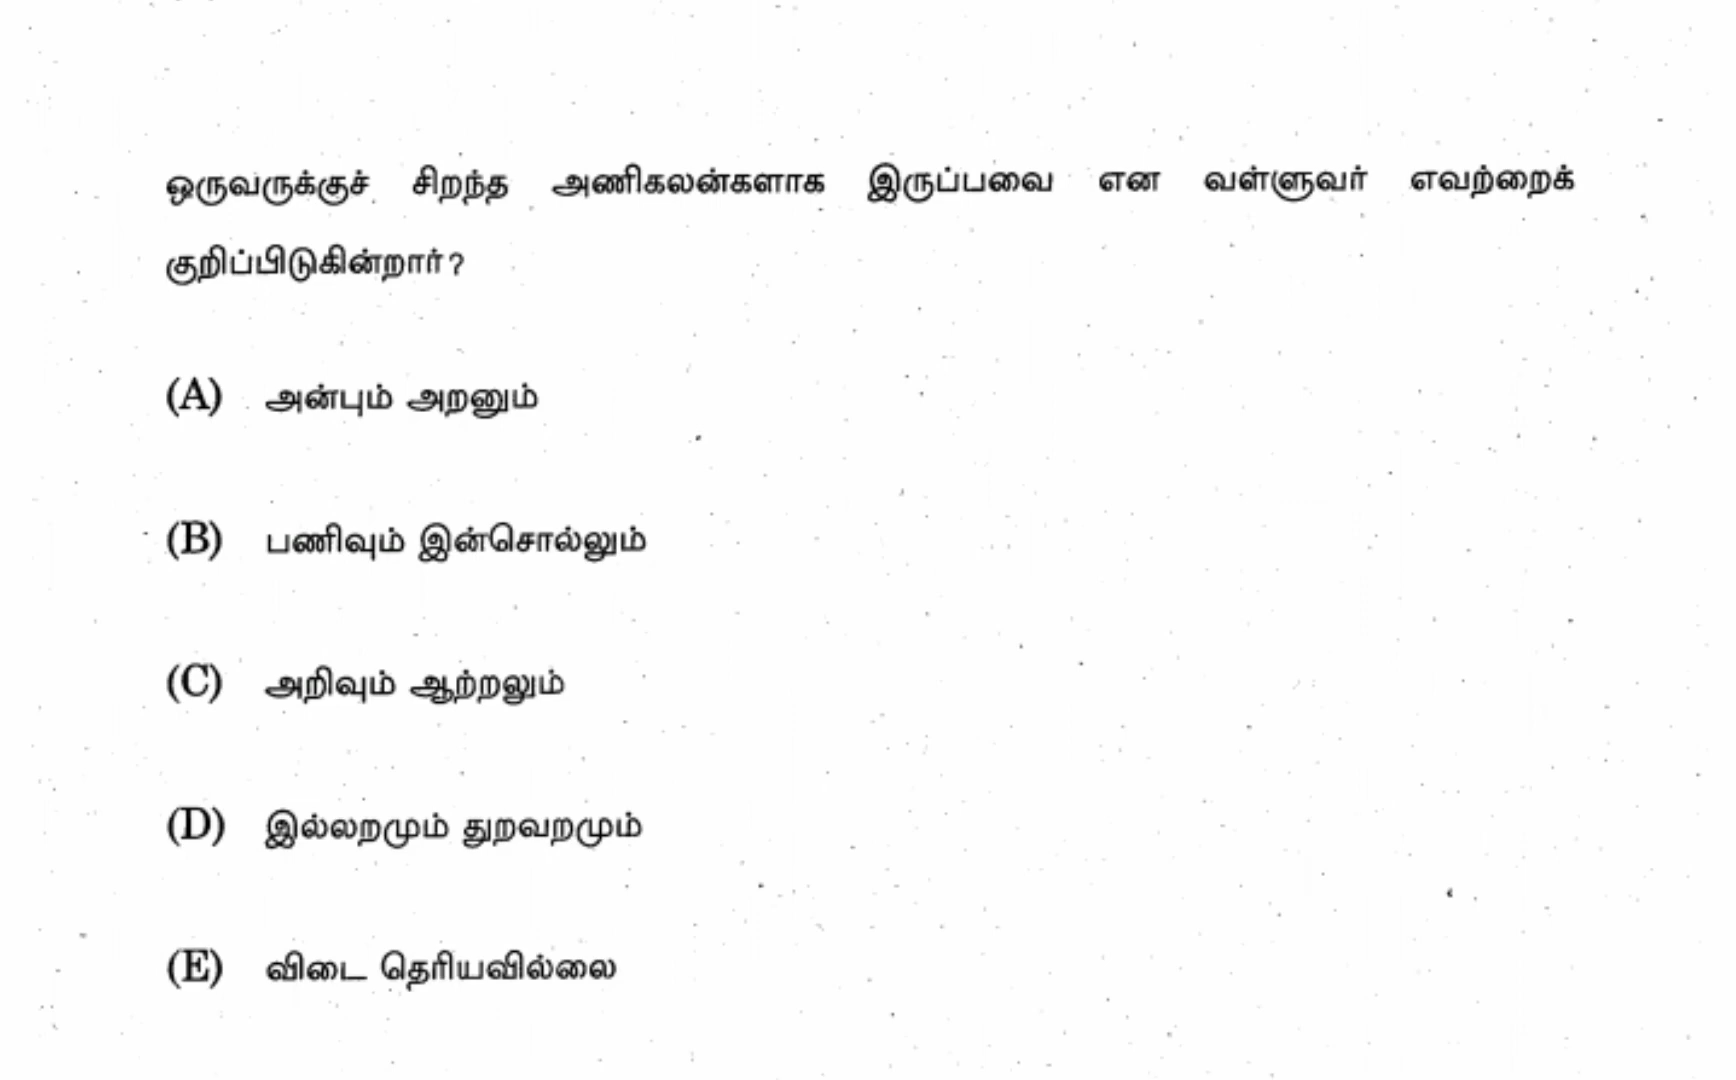 ஒருவருக்குச் சிறந்த அணிகலன்களாக இருப்பவை என வள்ளுவர் எவற்றைக்
குறிப்பிடுகின்றார்?
(A) அன்பும் அறனும்
(B) பணிவும் இன்சொல்லும்
(C) அறிவும் ஆற்றலும்
(D) இல்லறமும் துறவறமும்
(E) விடை தெரியவில்லை